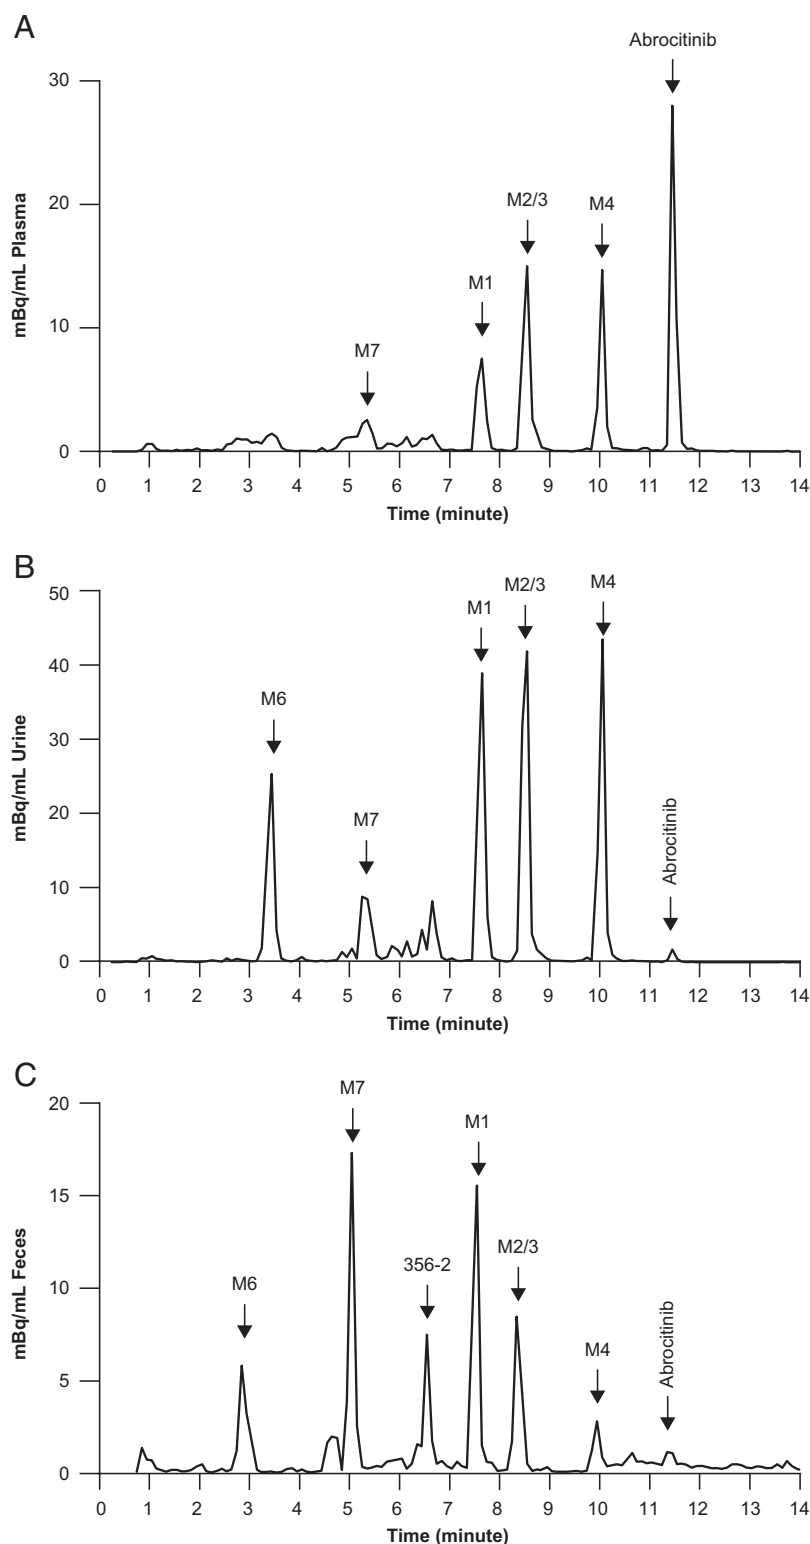 A
Abrocitinib
30
M2/3
M4
20
M1
mBq/mL Plasma
M7
10
0
0 1 2 3 4 5 6 7 8 9 10 11 12 13 14
Time (minute)
B
50
M2/3
M4
M1
40
M6
30
mBq/mL Urine
M7
Abrocitinib
20
10
0
0 1 2 3 4 5 6 7 8 9 10 11 12 13 14
Time (minute)
C
M7
20
M1
15
M2/3
356-2
M6
mBq/mL Feces
10
M4
Abrocitinib
5
0
0 1 2 3 4 5 6 7 8 9 10 11 12 13 14
Time (minute)